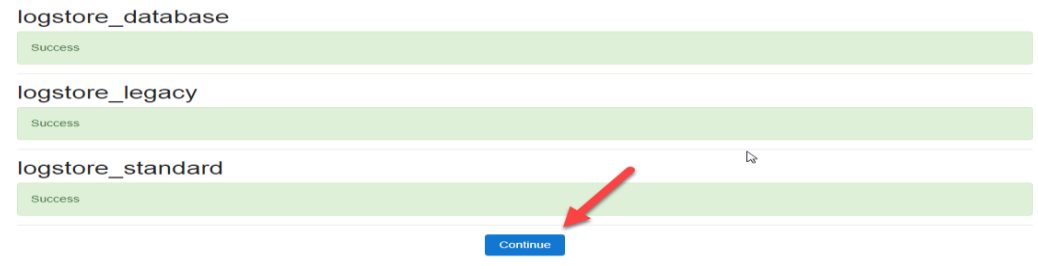 logstore_database
Success
logstore_legacy
Success
logstore_standard
Success
Continue